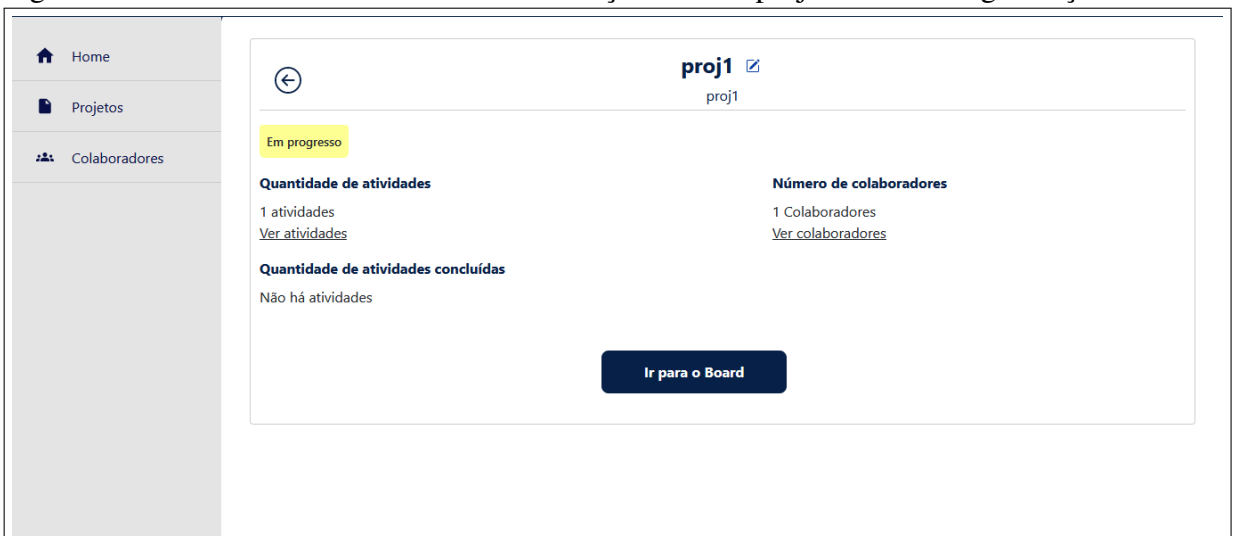 Home
Projetos
Colaboradores
proj1
proj1
Em progresso
Quantidade de atividades
1 atividades
Ver atividades
Número de colaboradores
1 Colaboradores
Ver colaboradores
Quantidade de atividades concluídas
Não há atividades
Ir para o Board